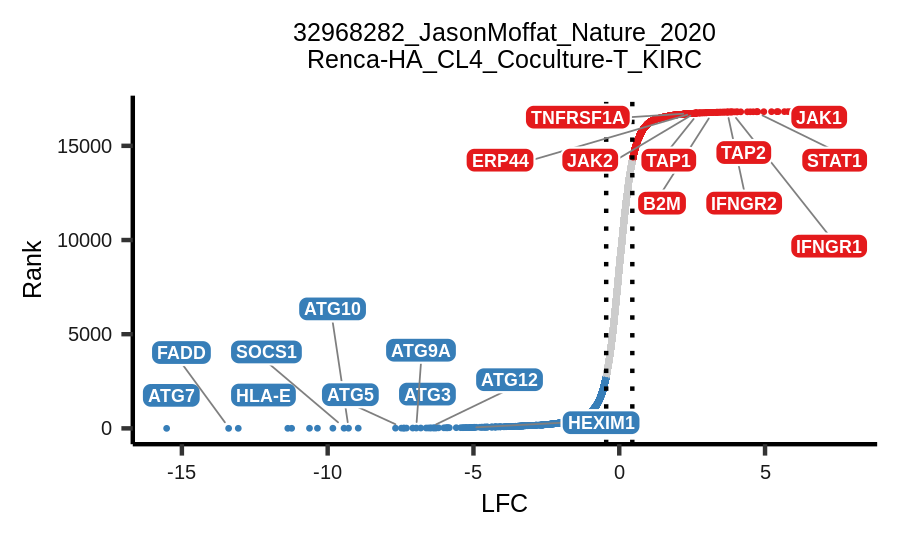 32968282_JasonMoffat_Nature_2020
Renca-HA_CL4_Coculture-T_KIRC
TNFRSF1A
JAK1
15000
ERP44
JAK2
TAP1
TAP2
STAT1
B2M
IFNGR2
10000
IFNGR1
Rank
ATG10
5000
FADD
SOCS1
ATG9A
ATG12
ATG7
HLA-E
ATG5
ATG3
HEXIM1
0
-15
-10
-5
0
5
LFC